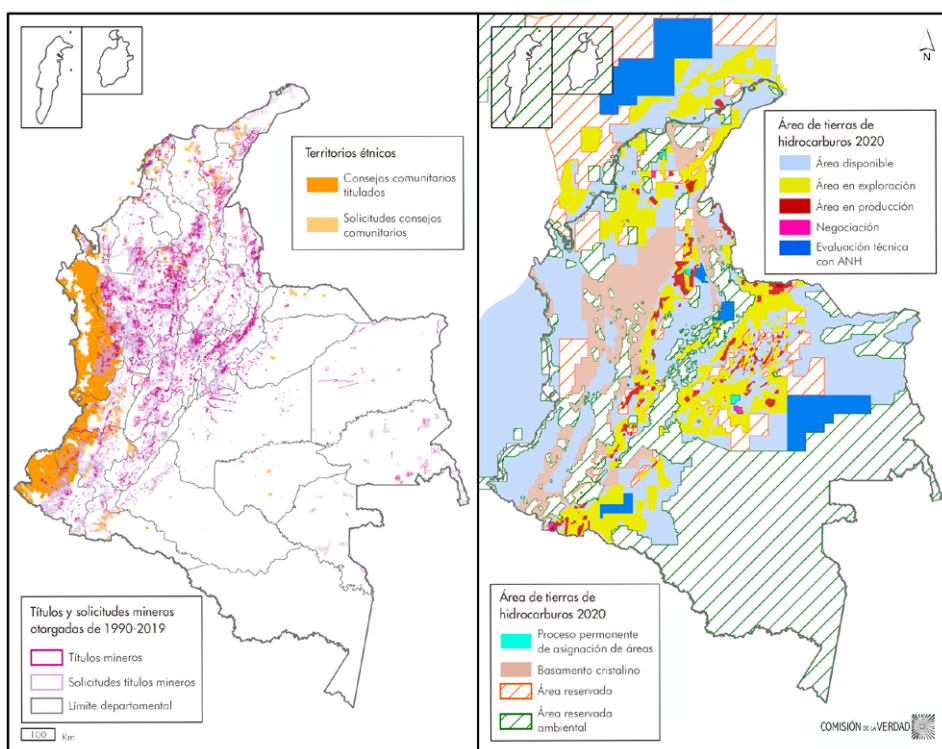 Territorios étnicos
Consejos comunitarios
titulados
Solicitudes consejos
comunitarios
Títulos y solicitudes mineras
otorgadas de 1990-2019
Títulos mineros
Solicitudes títulos mineros
Límite departamental
100 Km
N
Área de tierras de
hidrocarburos 2020
Área disponible
Área en exploración
Área en producción
Negociación
Evaluación técnica
con ANH
Área de tierras de
hidrocarburos 2020
Proceso permanente
de asignación de áreas
Basamento cristalino
Área reservada
Área reservada
ambiental
COMISIÓN DE LA VERDAD